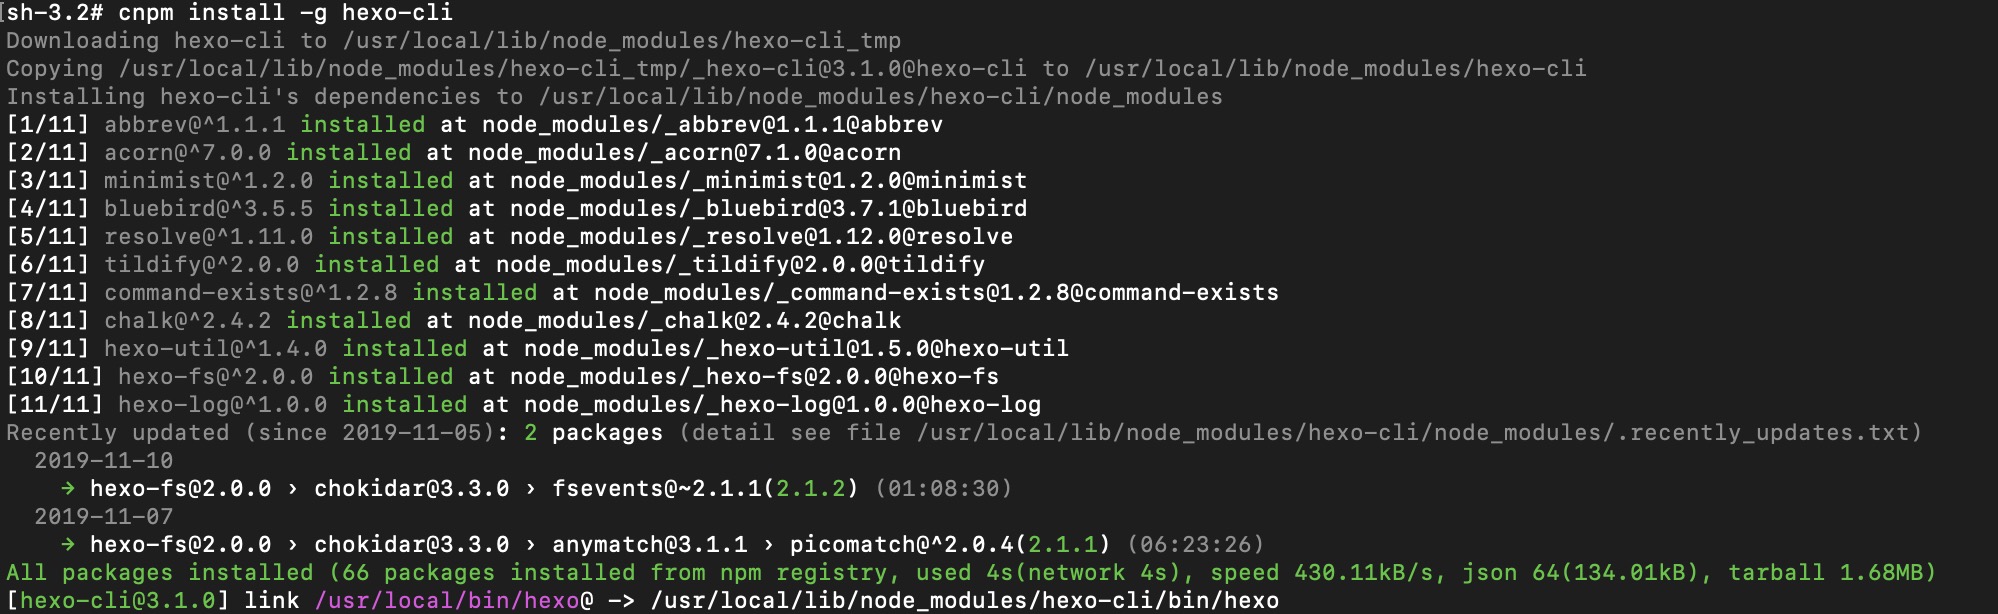 [sh-3.2# cnpm install -g hexo-cli
Downloading hexo-cli to /usr/local/lib/node_modules/hexo-cli_tmp
Copying /usr/local/lib/node_modules/hexo-cli_tmp/_hexo-cli@3.1.0@hexo-cli to /usr/local/lib/node_modules/hexo-cli
Installing hexo-cli's dependencies to /usr/local/lib/node_modules/hexo-cli/node_modules
[1/11] abbrev@^1.1.1 installed at node_modules/_abbrev@1.1.1@abbrev
[2/11] acorn@^7.0.0 installed at node_modules/_acorn@7.1.0@acorn
[3/11] minimist@^1.2.0 installed at node_modules/_minimist@1.2.0@minimist
[4/11] bluebird@^3.5.5 installed at node_modules/_bluebird@3.7.1@bluebird
[5/11] resolve@^1.11.0 installed at node_modules/_resolve@1.12.0@resolve
[6/11] tildify@^2.0.0 installed at node_modules/_tildify@2.0.0@tildify
[7/11] command-exists@^1.2.8 installed at node_modules/_command-exists@1.2.8@command-exists
[8/11] chalk@^2.4.2 installed at node_modules/_chalk@2.4.2@chalk
[9/11] hexo-util@^1.4.0 installed at node_modules/_hexo-util@1.5.0@hexo-util
[10/11] hexo-fs@^2.0.0 installed at node_modules/_hexo-fs@2.0.0@hexo-fs
[11/11] hexo-log@^1.0.0 installed at node_modules/_hexo-log@1.0.0@hexo-log
Recently updated (since 2019-11-05): 2 packages (detail see file /usr/local/lib/node_modules/hexo-cli/node_modules/.recently_updates.txt)
2019-11-10
→ hexo-fs@2.0.0 › chokidar@3.3.0 › fsevents@~2.1.1(2.1.2) (01:08:30)
2019-11-07
→ hexo-fs@2.0.0 › chokidar@3.3.0 › anymatch@3.1.1 › picomatch@^2.0.4(2.1.1) (06:23:26)
All packages installed (66 packages installed from npm registry, used 4s(network 4s), speed 430.11kB/s, json 64(134.01kB), tarball 1.68MB)
[hexo-cli@3.1.0] link /usr/local/bin/hexo@ -> /usr/local/lib/node_modules/hexo-cli/bin/hexo